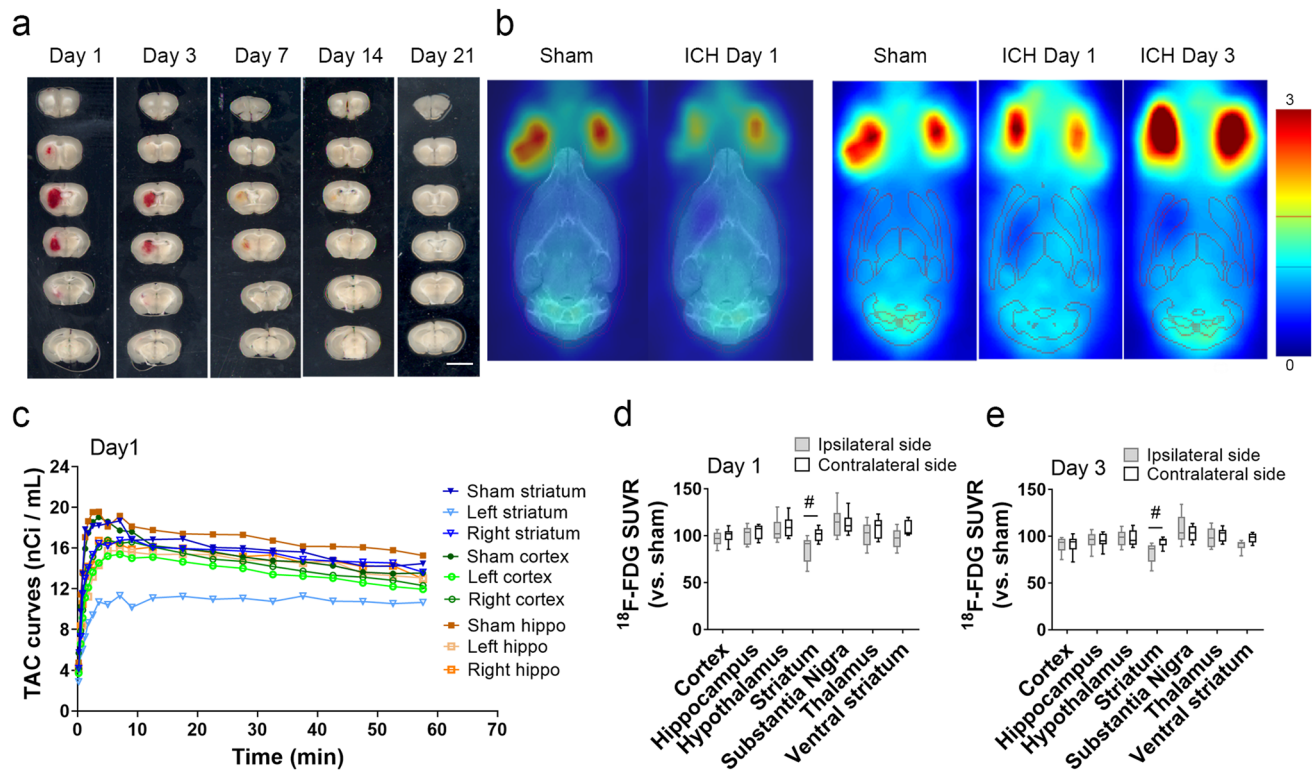 a
Day 1
Day 3
Day 7
Day 14
Day 21
b
Sham
ICH Day 1
Sham
ICH Day 1
ICH Day 3
3
0
c
Day1
TAC curves (nCi / mL)
24
20
16
12
8
4
0
0 10 20 30 40 50 60 70
Time (min)
Sham striatum
Left striatum
Right striatum
Sham cortex
Left cortex
Right cortex
Sham hippo
Left hippo
Right hippo
d
Ipsilateral side
Contralateral side
Day 1
18F-FDG SUVR
(vs. sham)
150
100
50
0
#
Cortex
Hippocampus
Hypothalamus
Striatum
Substantia Nigra
Thalamus
Ventral striatum
e
Ipsilateral side
Contralateral side
Day 3
18F-FDG SUVR
(vs. sham)
150
100
50
0
#
Cortex
Hippocampus
Hypothalamus
Striatum
Substantia Nigra
Thalamus
Ventral striatum